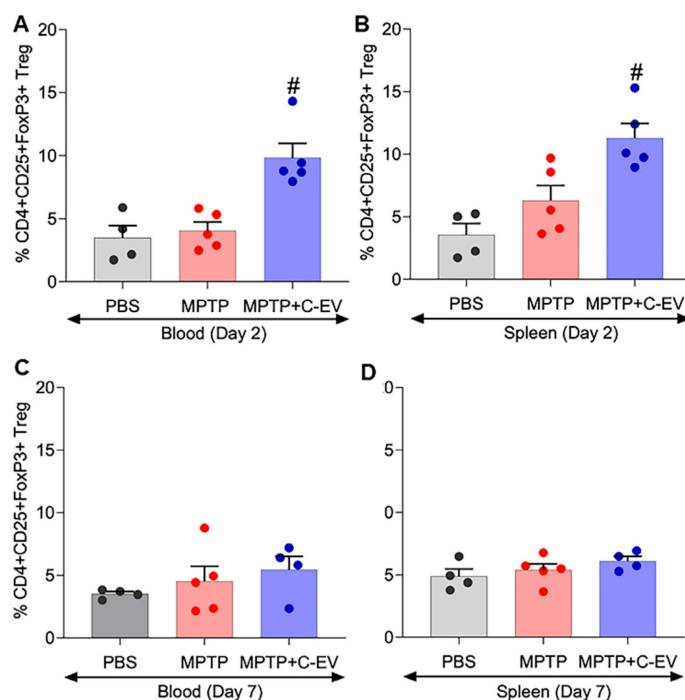 A
% CD4+CD25+FoxP3+ Treg
20
15
10
5
0
#
PBS MPTP MPTP+C-EV
Blood (Day 2)
B
% CD4+CD25+FoxP3+ Treg
20
15
10
5
0
#
PBS MPTP MPTP+C-EV
Spleen (Day 2)
C
% CD4+CD25+FoxP3+ Treg
20
15
10
5
0
PBS MPTP MPTP+C-EV
Blood (Day 7)
D
0
5
0
5
0
PBS MPTP MPTP+C-EV
Spleen (Day 7)